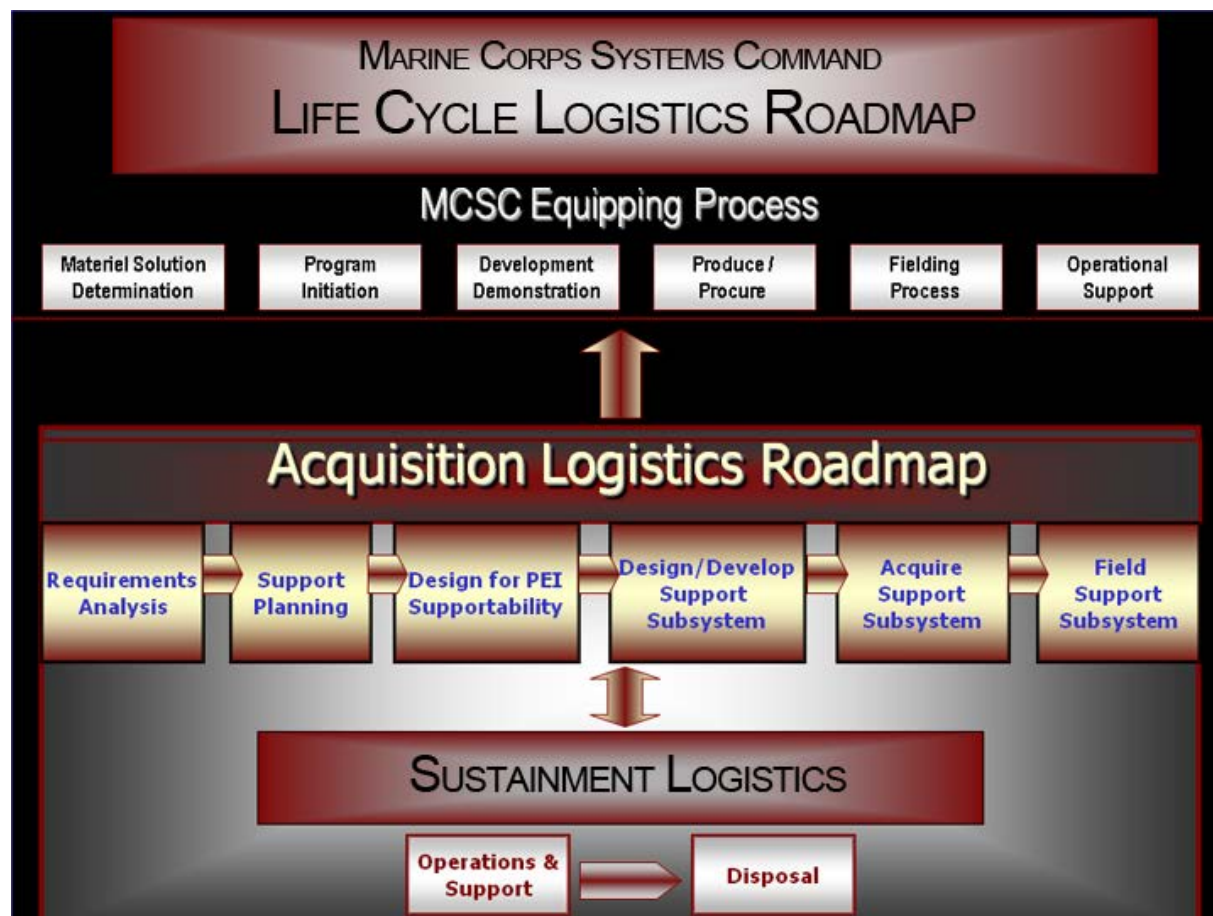 MARINE CORPS SYSTEMS COMMAND
LIFE CYCLE LOGISTICS ROADMAP
MCSC Equipping Process
Materiel Solution
Determination
Program
Initiation
Development
Demonstration
Produce /
Procure
Fielding
Process
Operational
Support
Acquisition Logistics Roadmap
Requirements
Analysis
Support
Planning
Design for PEI
Supportability
Design/Develop
Support
Subsystem
Acquire
Support
Subsystem
Field
Support
Subsystem
SUSTAINMENT LOGISTICS
Operations &
Support
Disposal